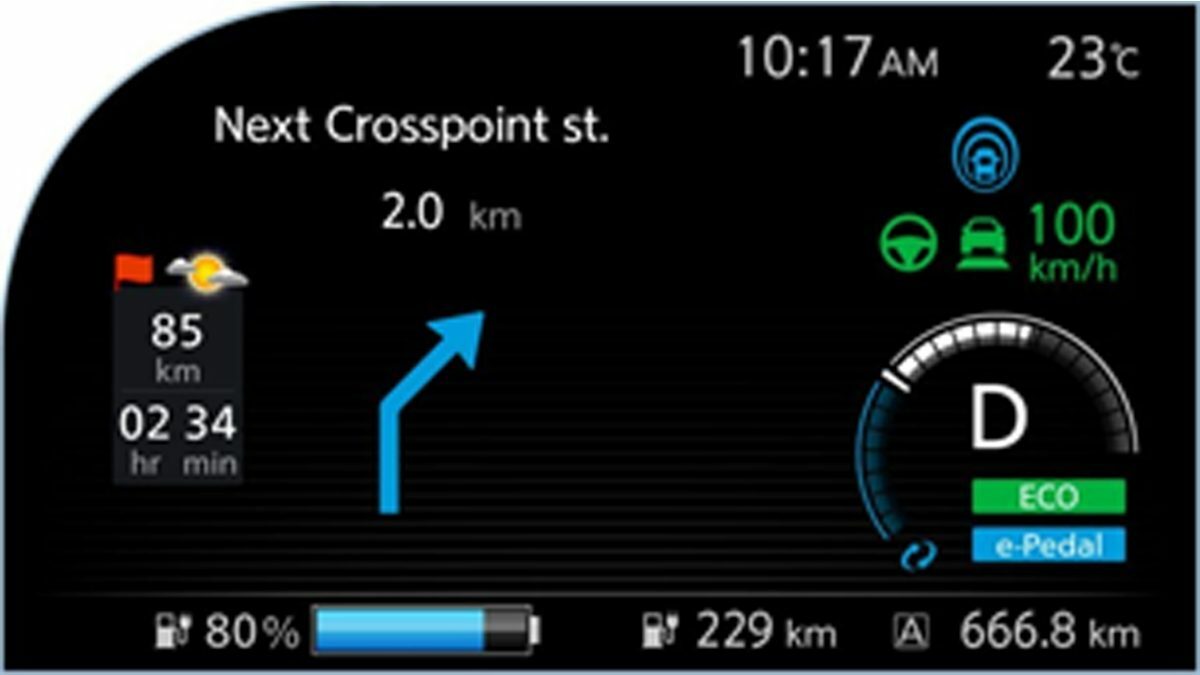 10:17 AM 23℃
Next Crosspoint st.
2.0 km
100
km/h
85
km
02 34
hr min
D
ECO
e-Pedal
80% 229 km A 666.8 km